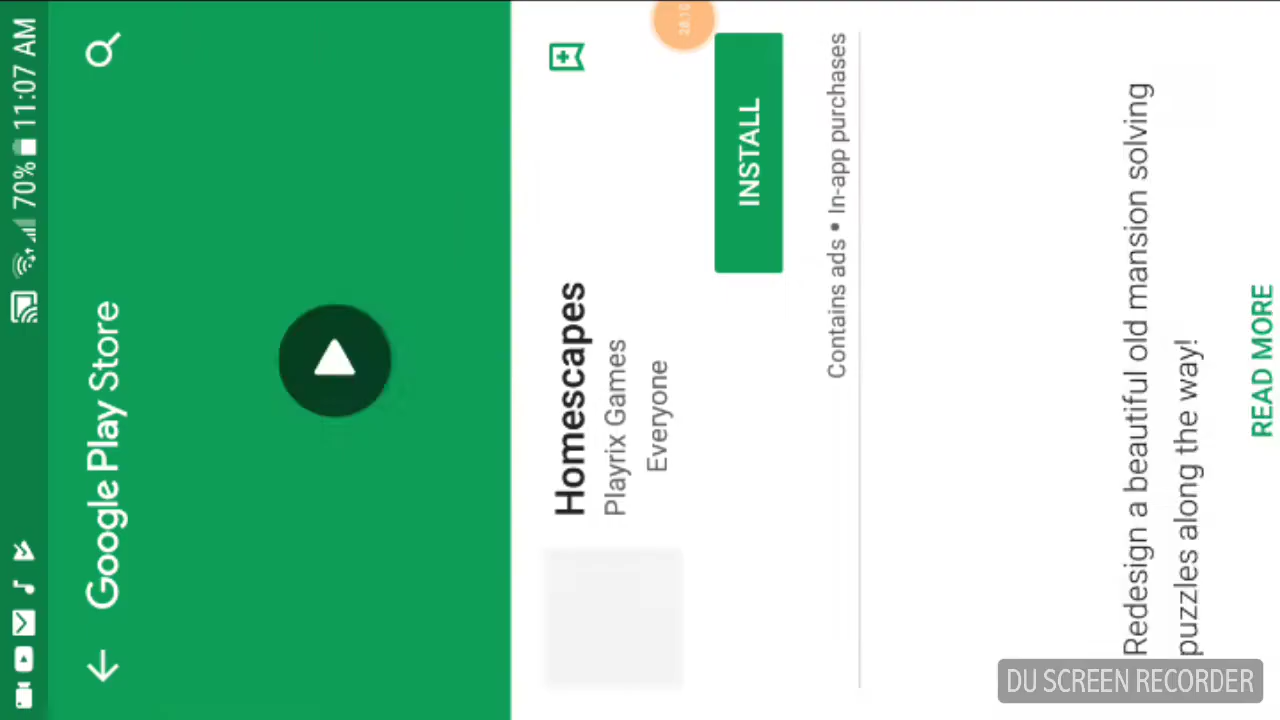 70% 11:07 AM
Google Play Store
Homescapes
Playrix Games
Everyone
INSTALL
Contains ads • In-app purchases
Redesign a beautiful old mansion solving
puzzles along the way!
READ MORE
DU SCREEN RECORDER